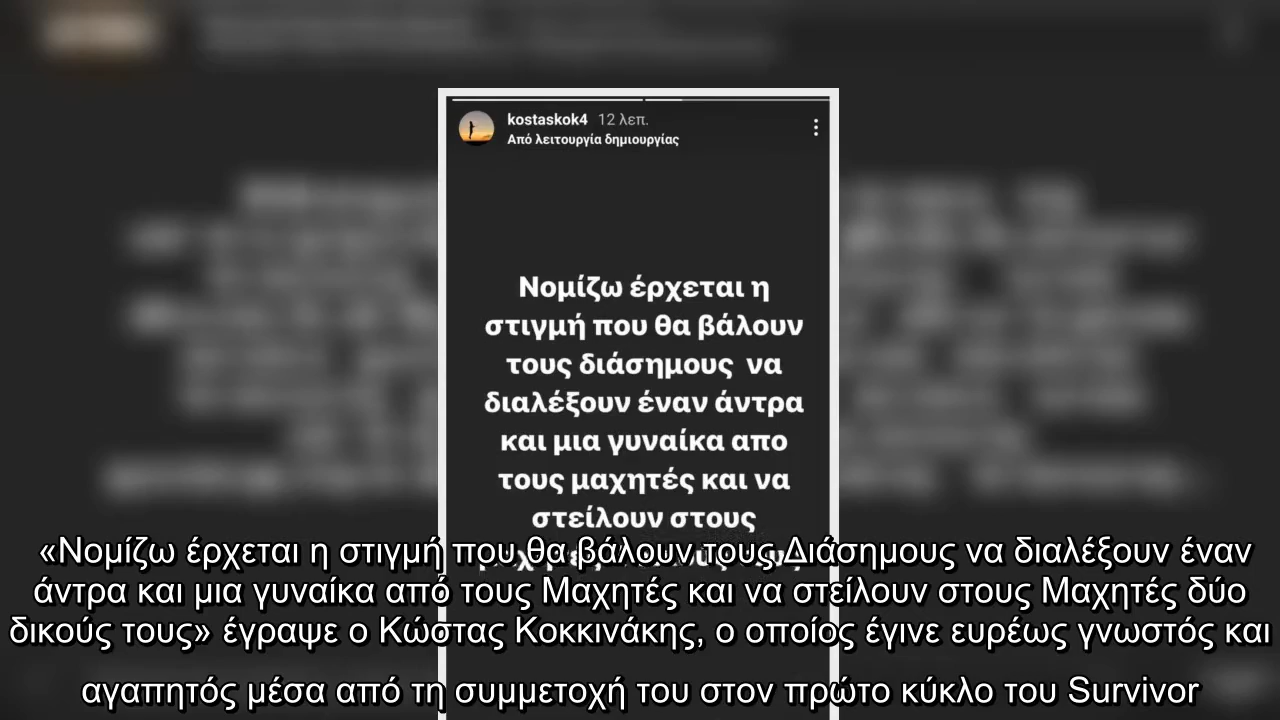 kostaskok4 12 λεπ.
Από λειτουργία δημιουργίας
Νομίζω έρχεται η
στιγμή που θα βάλουν
τους διάσημους να
διαλέξουν έναν άντρα
και μια γυναίκα απο
τους μαχητές και να
στείλουν στους
«Νομίζω έρχεται η στιγμή που θα βάλουν τους Διάσημους να διαλέξουν έναν
άντρα και μια γυναίκα από τους Μαχητές και να στείλουν στους Μαχητές δύο
δικούς τους» έγραψε ο Κώστας Κοκκινάκης, ο οποίος έγινε ευρέως γνωστός και
αγαπητός μέσα από τη συμμετοχή του στον πρώτο κύκλο του Survivor